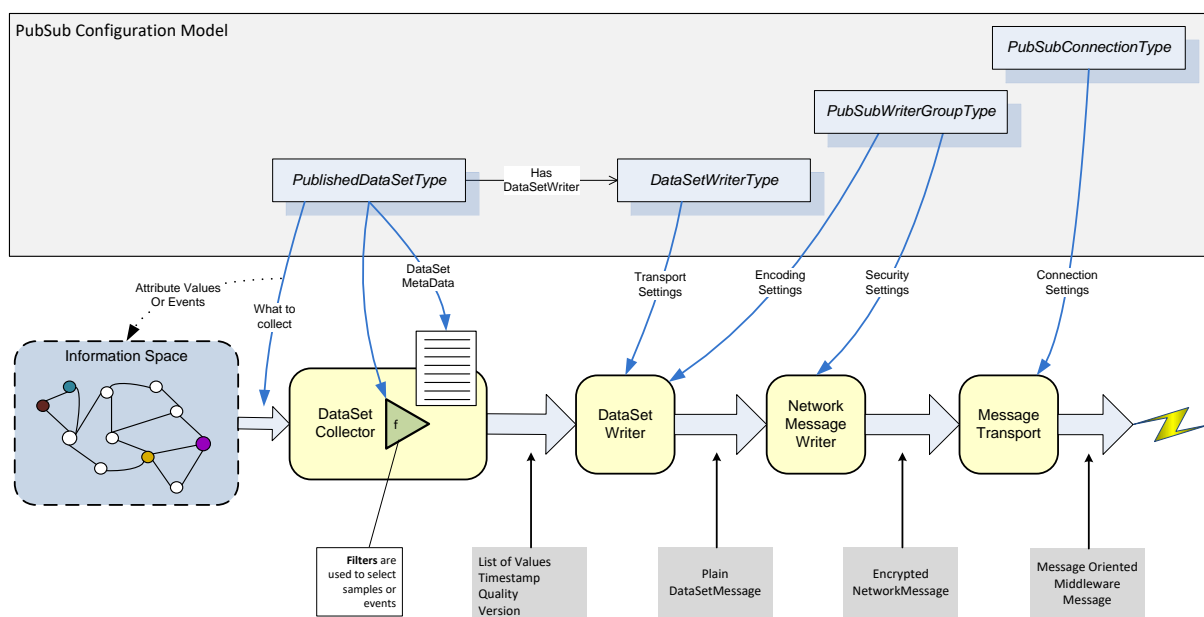 PubSub Configuration Model
PubSubConnectionType
PubSubWriterGroupType
PublishedDataSetType
Has
DataSetWriter
DataSetWriterType
Attribute Values
Or Events
What to
collect
DataSet
MetaData
Transport
Settings
Encoding
Settings
Security
Settings
Connection
Settings
Information Space
DataSet
Collector
f
DataSet
Writer
Network
Message
Writer
Message
Transport
Filters are
used to select
samples or
events
List of Values
Timestamp
Quality
Version
Plain
DataSetMessage
Encrypted
NetworkMessage
Message Oriented
Middleware
Message